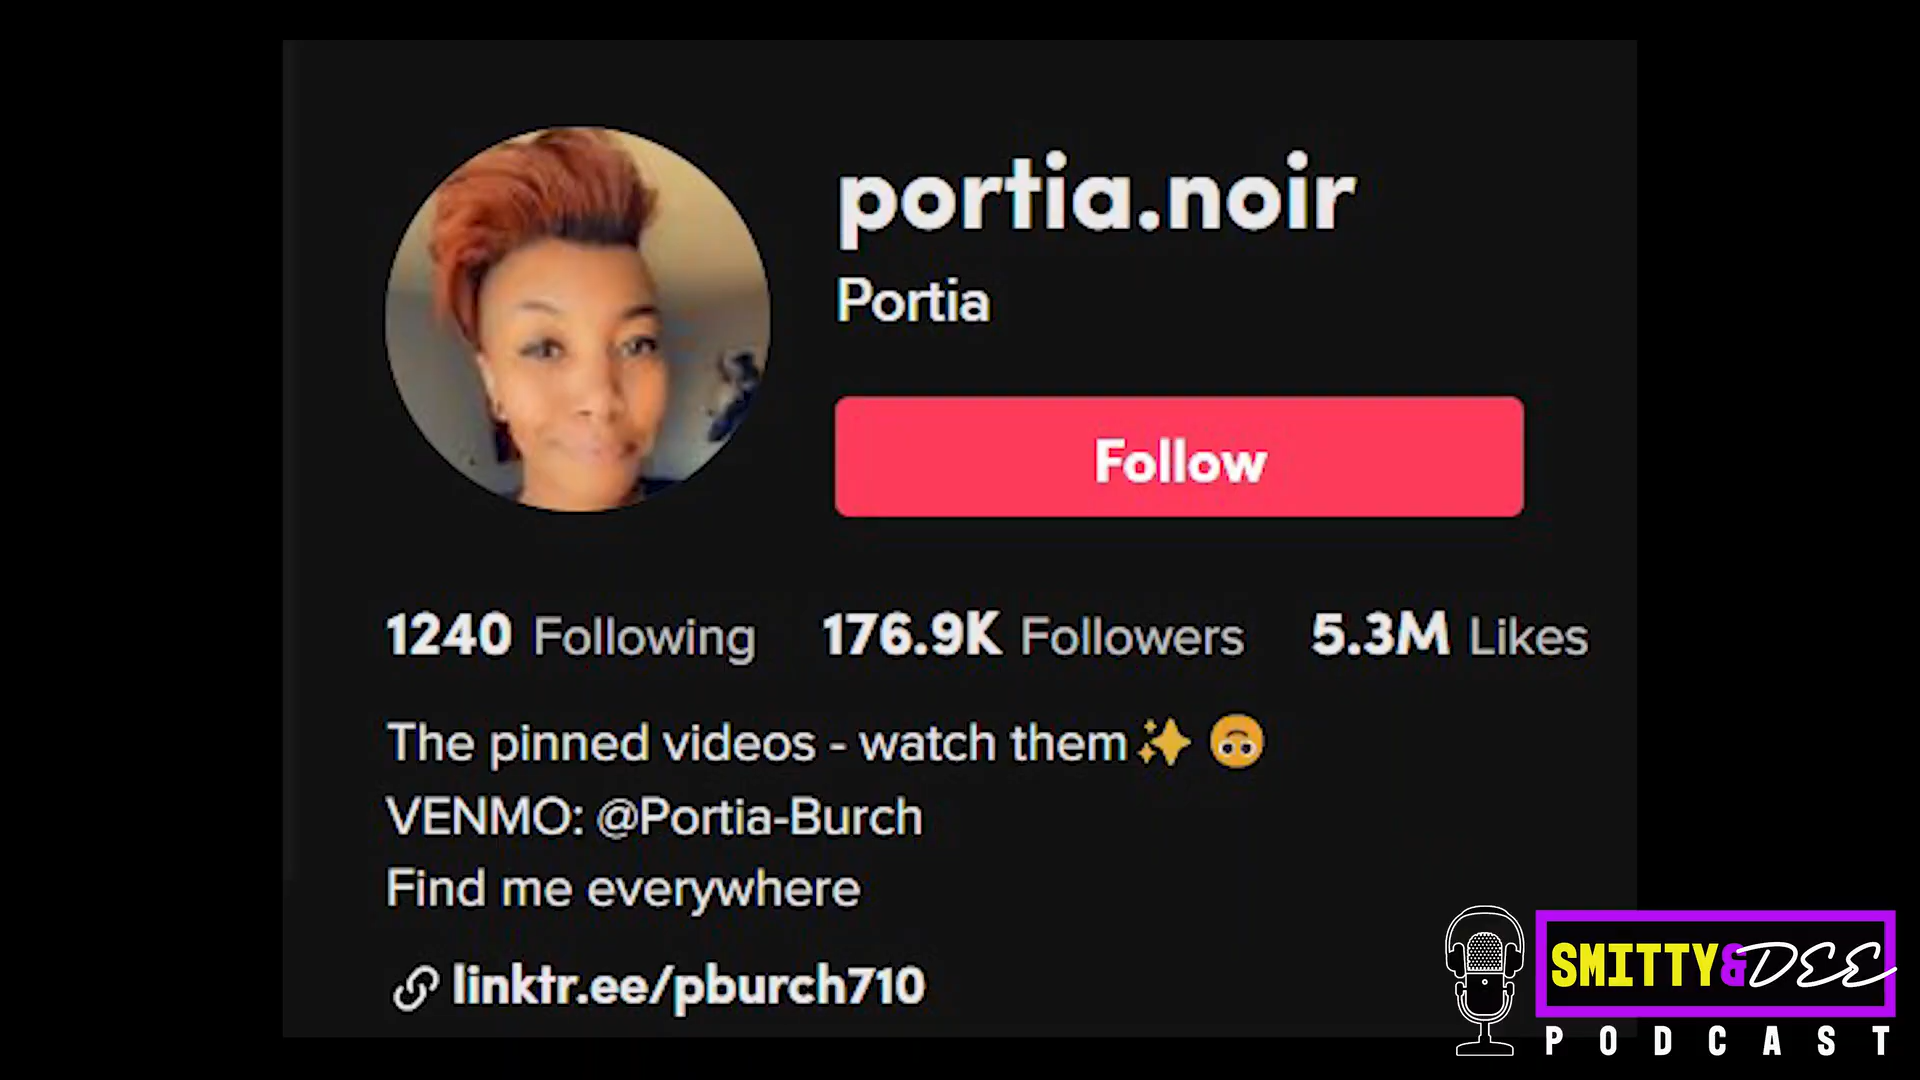 portia.noir
Portia
Follow
1240 Following 176.9K Followers 5.3M Likes
The pinned videos - watch them✨ 🙃
VENMO: @Portia-Burch
Find me everywhere
linktr.ee/pburch710
SMITTY&DEE
PODCAST